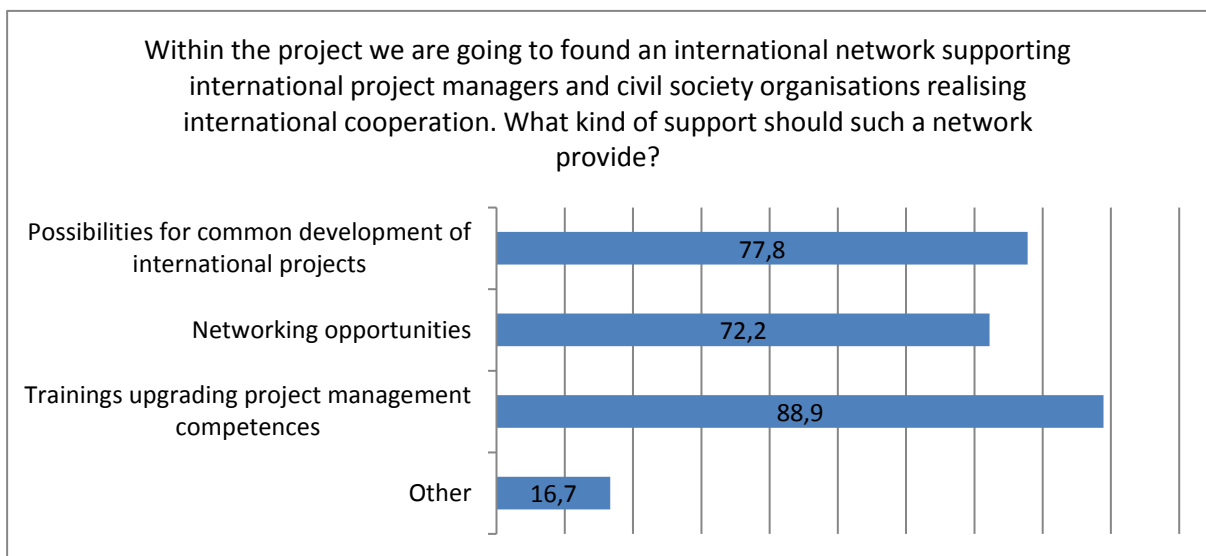 Within the project we are going to found an international network supporting
international project managers and civil society organisations realising
international cooperation. What kind of support should such a network
provide?
Possibilities for common development of
international projects
77,8
Networking opportunities
72,2
Trainings upgrading project management
competences
88,9
Other
16,7